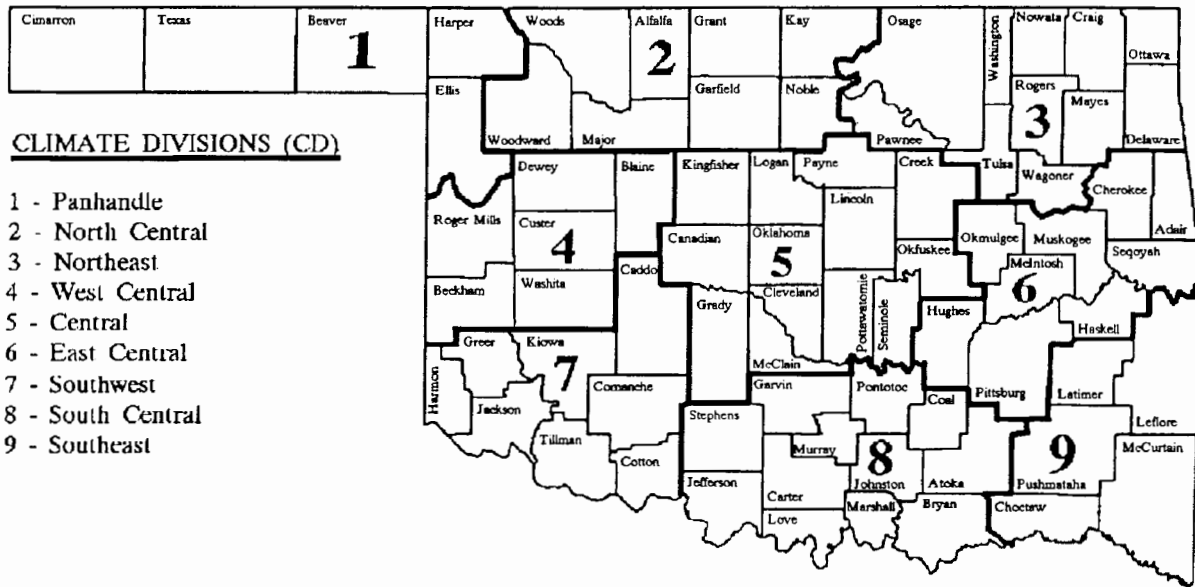 Cimarron Texas Beaver Harper Woods Alfalfa Grant Kay Osage Washington Nowata Craig Ottawa
1 2
Ellis Garfield Noble Rogers Mayes
3
Woodward Major Pawnee Delaware
CLIMATE DIVISIONS (CD)
Dewey Blaine Kingfisher Logan Payne Creek Tulsa Wagoner Cherokee
1 - Panhandle
Lincoln
2 - North Central
Roger Mills Custer Canadian Oklahoma Okfuskee Okmulgee Muskogee Adair
3 - Northeast
4 5 Seqoyah
4 - West Central
Caddo McIntosh
5 - Central
Beckham Washita Grady Cleveland Pottawatomie Seminole Hughes 6 Haskell
6 - East Central
Greer Kiowa
7 - Southwest
Harmon 7 McClain
8 - South Central
Jackson Comanche Garvin Pontotoc Coal Pittsburg Latimer
9 - Southeast
Stephens Leflore
Tillman Cotton Murray 8 9 McCurtain
Jefferson Johnston Atoka Pushmataha
Carter Marshall Bryan Choctaw
Love